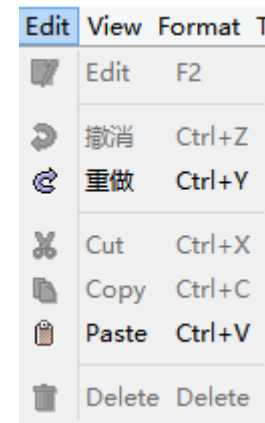 Edit View Format
Edit F2
撤消 Ctrl+Z
重做 Ctrl+Y
Cut Ctrl+X
Copy Ctrl+C
Paste Ctrl+V
Delete Delete